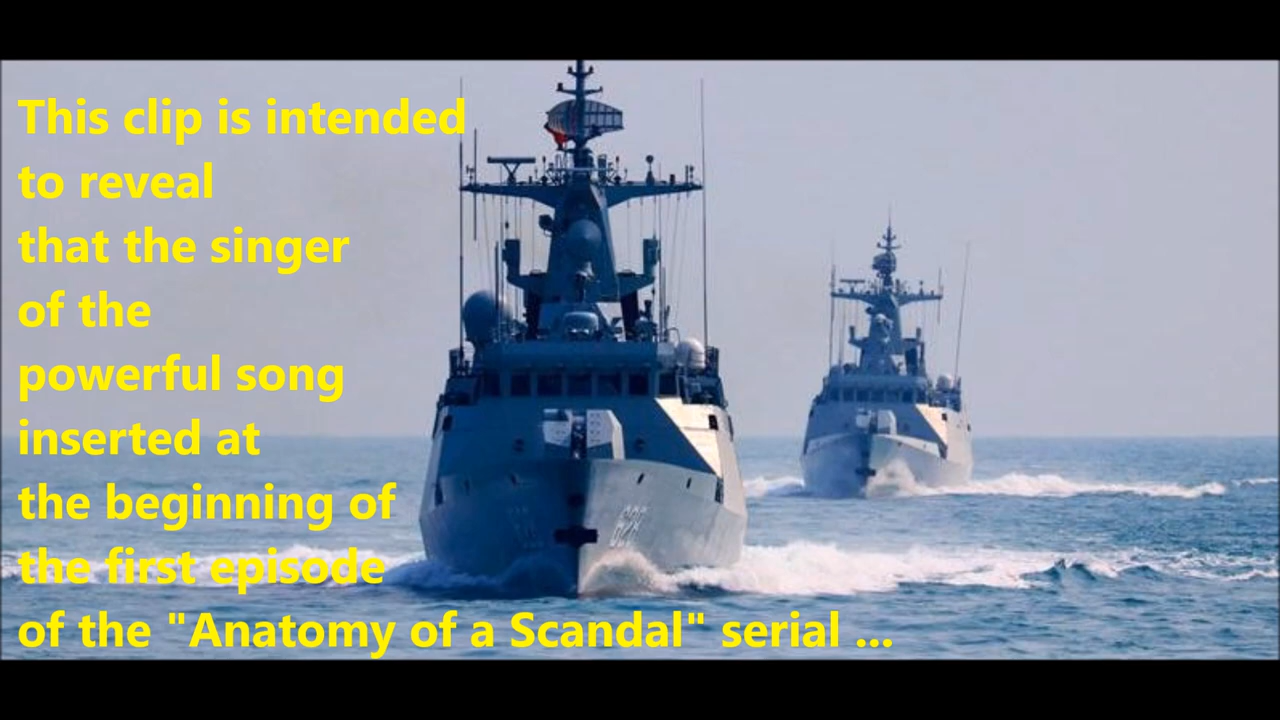 This clip is intended
to reveal
that the singer
of the
powerful song
inserted at
the beginning of
the first episode
of the "Anatomy of a Scandal" serial ...